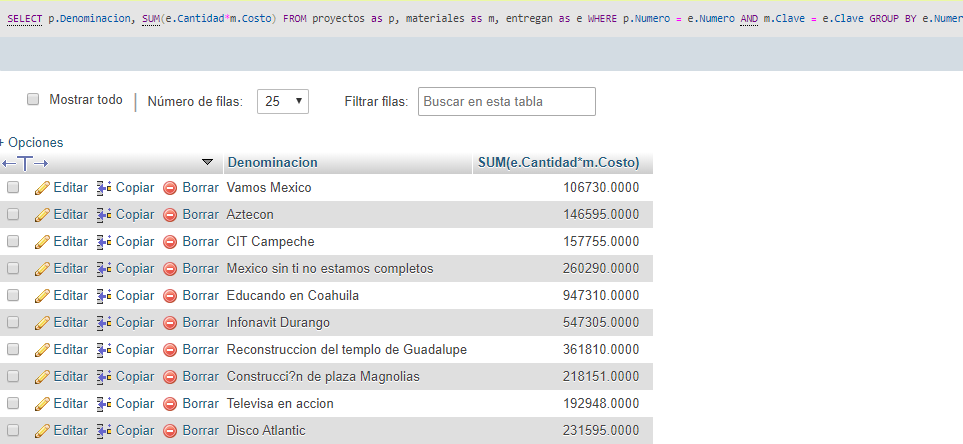 SELECT p.Denominacion, SUM(e.Cantidad*m.Costo) FROM proyectos as p, materiales as m, entregan as e WHERE p.Numero = e.Numero AND m.Clave = e.Clave GROUP BY e.Numer
Mostrar todo Número de filas: 25 Filtrar filas: Buscar en esta tabla
+ Opciones
←T→ Denominacion SUM(e.Cantidad*m.Costo)
Editar Copiar Borrar Vamos Mexico 106730.0000
Editar Copiar Borrar Aztecon 146595.0000
Editar Copiar Borrar CIT Campeche 157755.0000
Editar Copiar Borrar Mexico sin ti no estamos completos 260290.0000
Editar Copiar Borrar Educando en Coahuila 947310.0000
Editar Copiar Borrar Infonavit Durango 547305.0000
Editar Copiar Borrar Reconstruccion del templo de Guadalupe 361810.0000
Editar Copiar Borrar Construcci?n de plaza Magnolias 218151.0000
Editar Copiar Borrar Televisa en accion 192948.0000
Editar Copiar Borrar Disco Atlantic 231595.0000